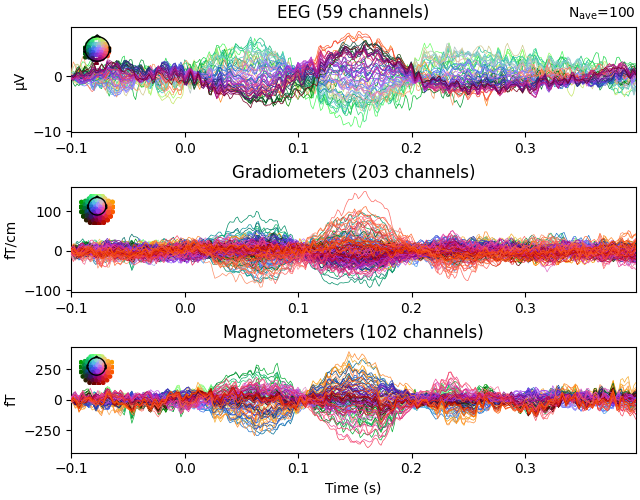 EEG (59 channels)
Nave=100
µV
0
−10
−0.1 0.0 0.1 0.2 0.3
Gradiometers (203 channels)
fT/cm
100
0
−100
−0.1 0.0 0.1 0.2 0.3
Magnetometers (102 channels)
fT
250
0
−250
−0.1 0.0 0.1 0.2 0.3
Time (s)